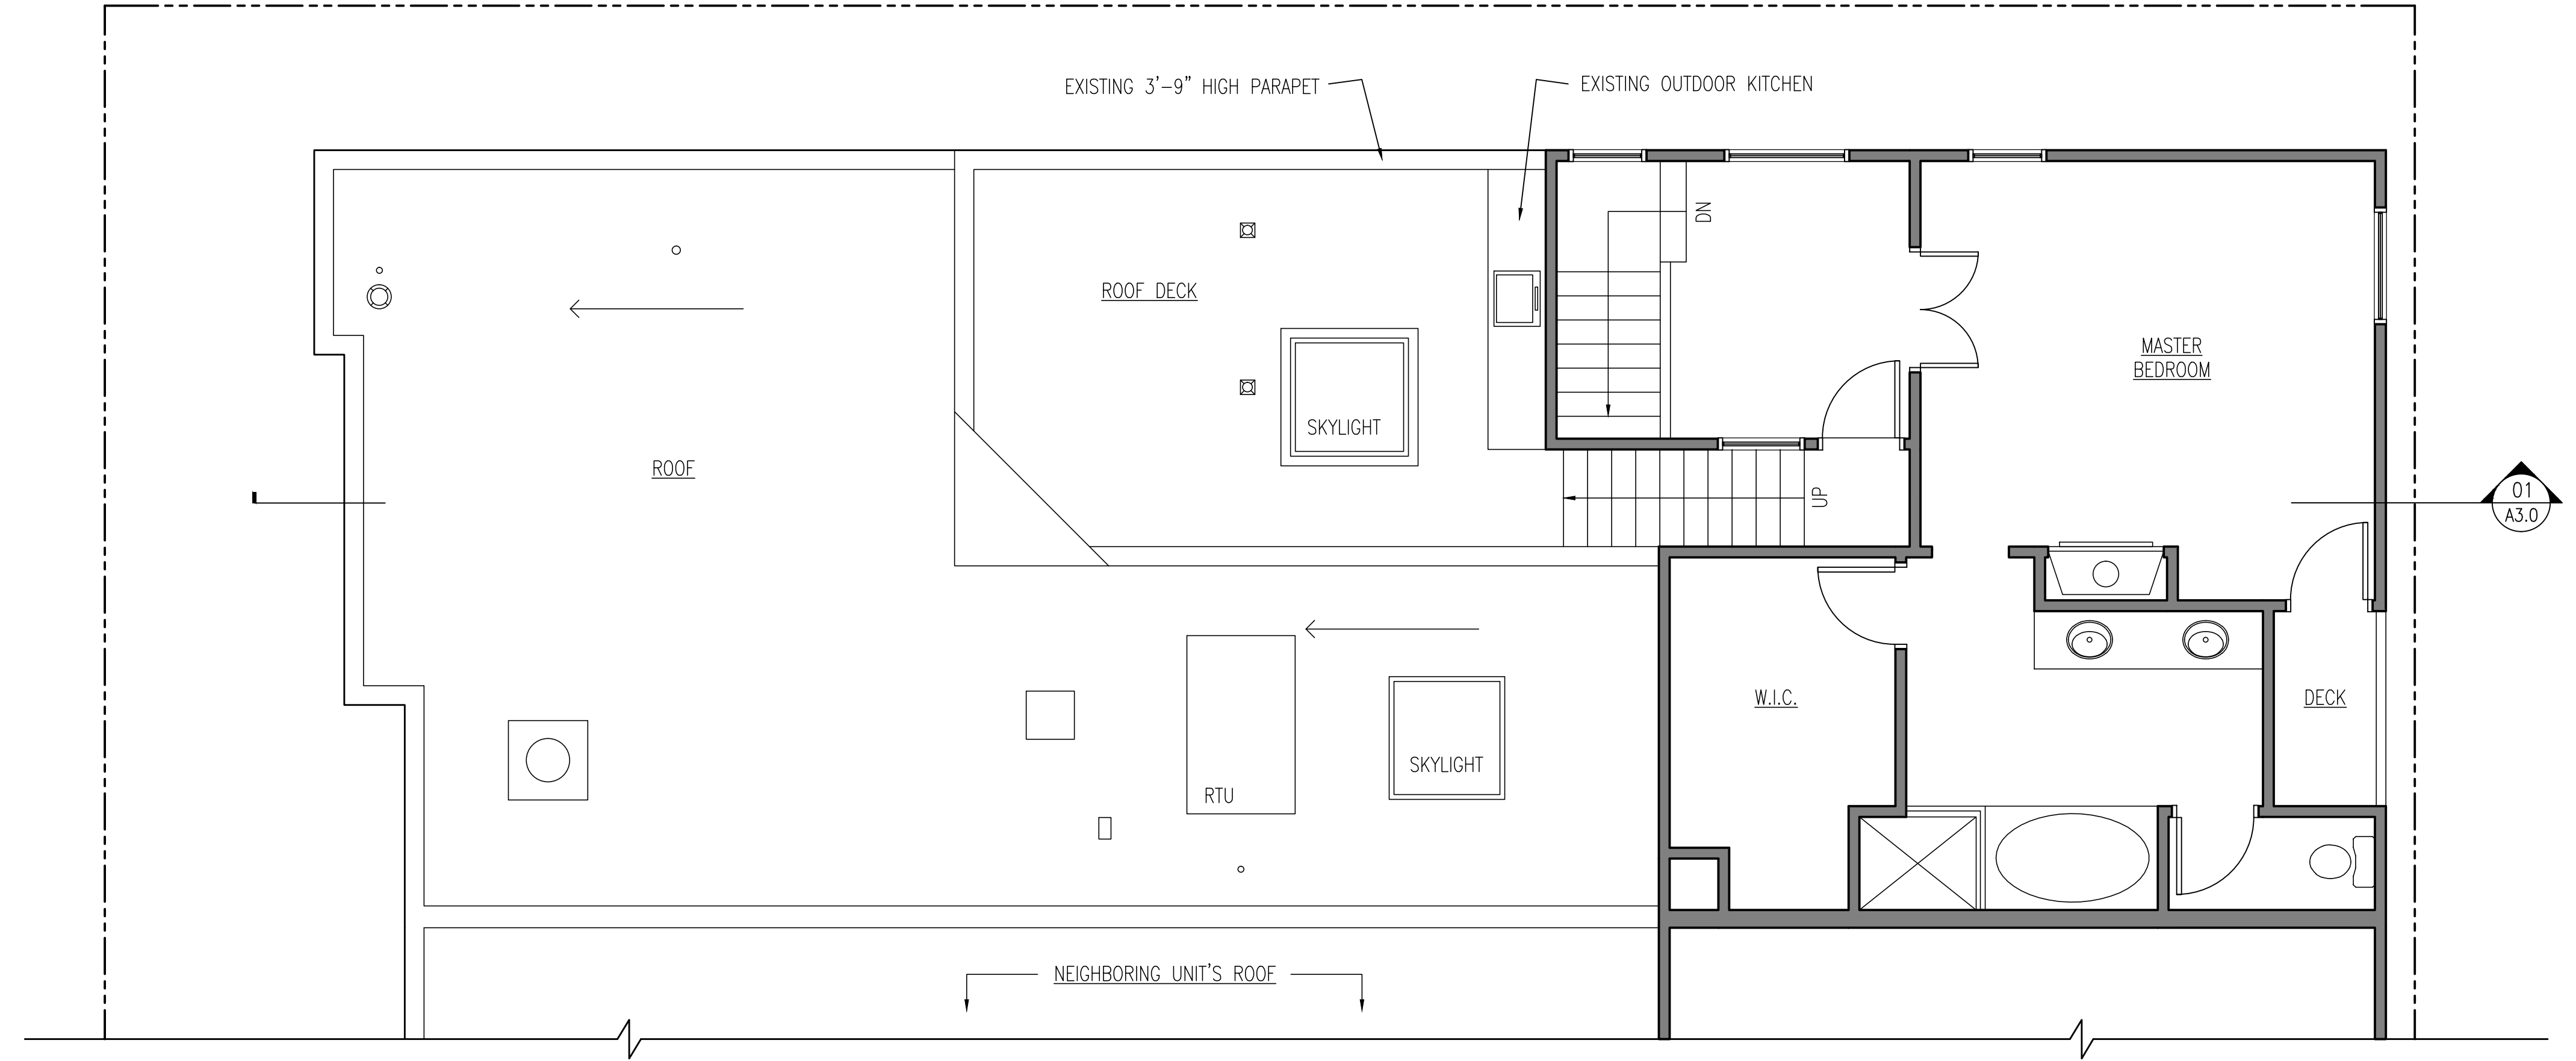 EXISTING 3'-9" HIGH PARAPET
EXISTING OUTDOOR KITCHEN
DN
ROOF DECK
MASTER
BEDROOM
SKYLIGHT
ROOF
UP
01
A3.0
W.I.C.
DECK
SKYLIGHT
RTU
NEIGHBORING UNIT'S ROOF